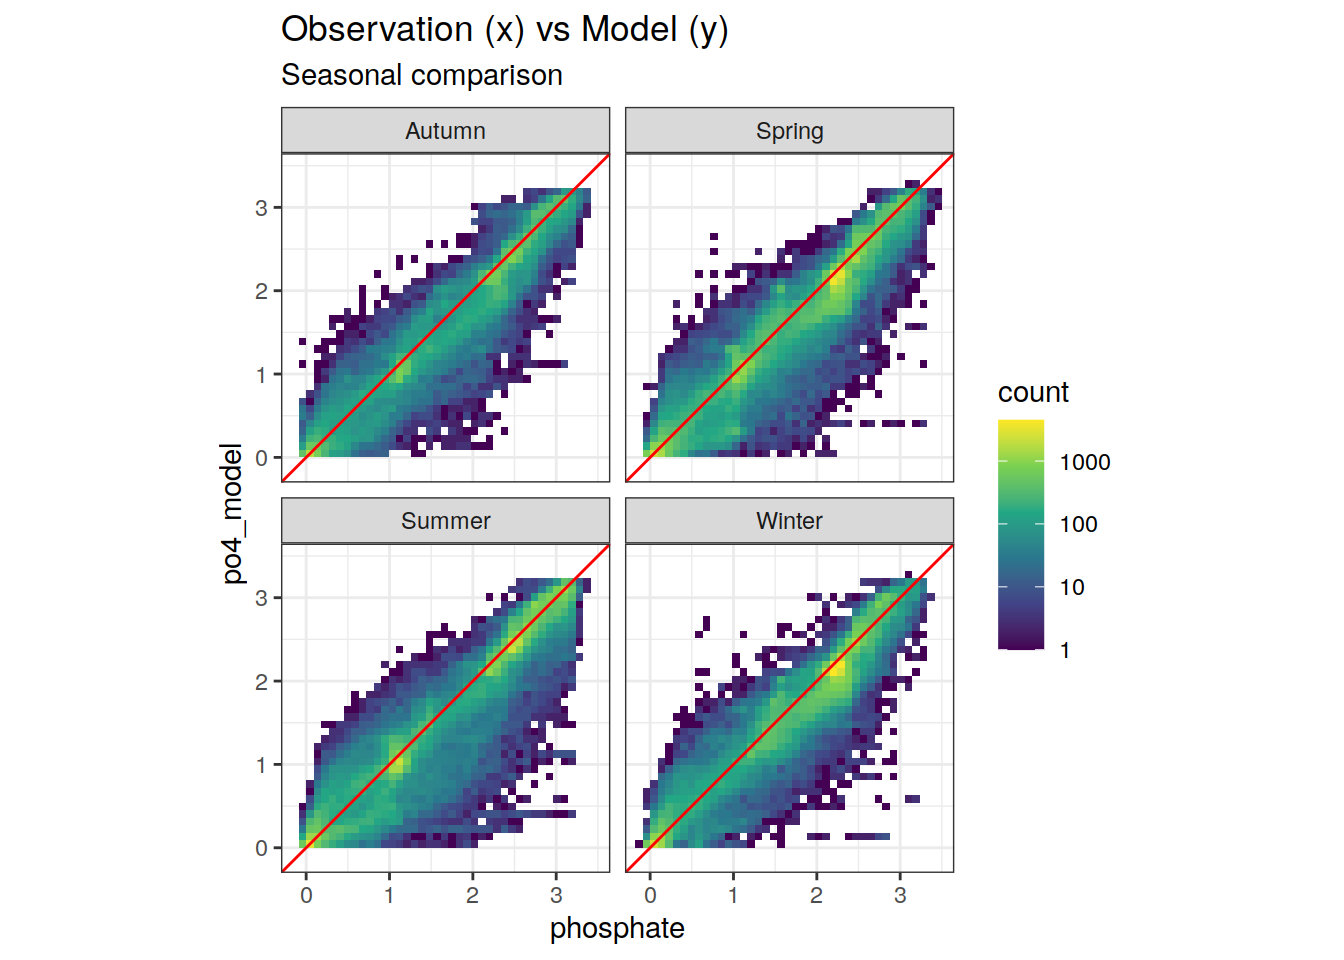 Observation (x) vs Model (y)
Seasonal comparison
Autumn
Spring
3
2
1
0
Summer
Winter
3
2
1
0
0 1 2 3
0 1 2 3
phosphate
po4_model
count
1000
100
10
1